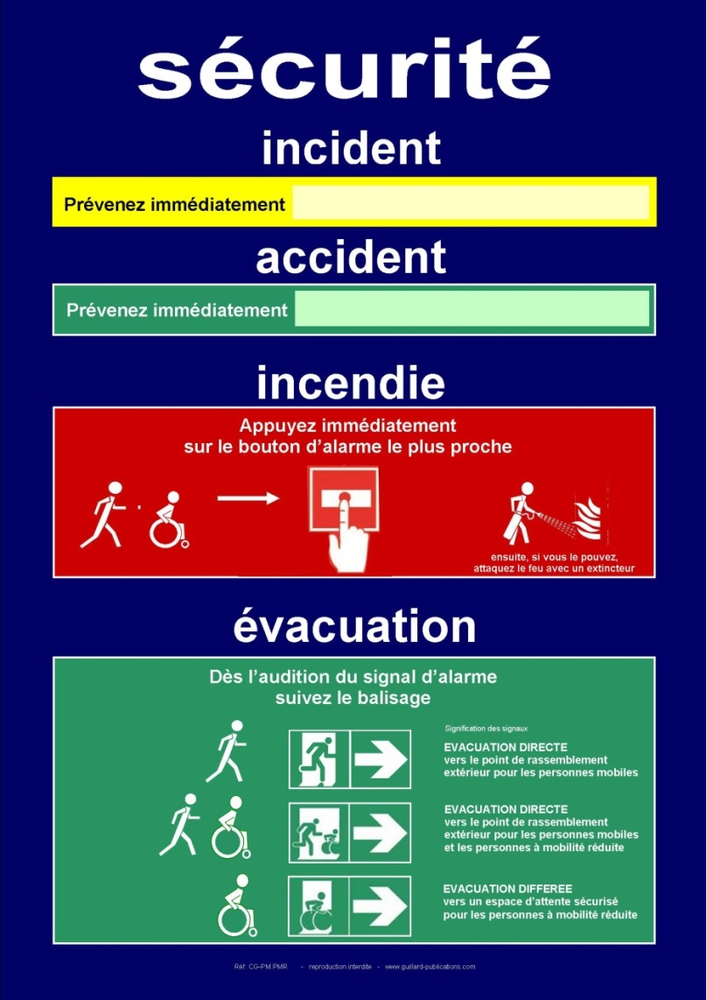 sécurité
incident
Prévenez immédiatement
accident
Prévenez immédiatement
incendie
Appuyez immédiatement
sur le bouton d'alarme le plus proche
ensuite, si vous le pouvez,
attaquez le feu avec un extincteur
évacuation
Dès l'audition du signal d'alarme
suivez le balisage
Signification des signaux
EVACUATION DIRECTE
vers le point de rassemblement
extérieur pour les personnes mobiles
EVACUATION DIRECTE
vers le point de rassemblement
extérieur pour les personnes mobiles
et les personnes à mobilité réduite
EVACUATION DIFFEREE
vers un espace d'attente sécurisé
pour les personnes à mobilité réduite
Réf: CG-PM.PMR - reproduction interdite - www.guillard-publications.com